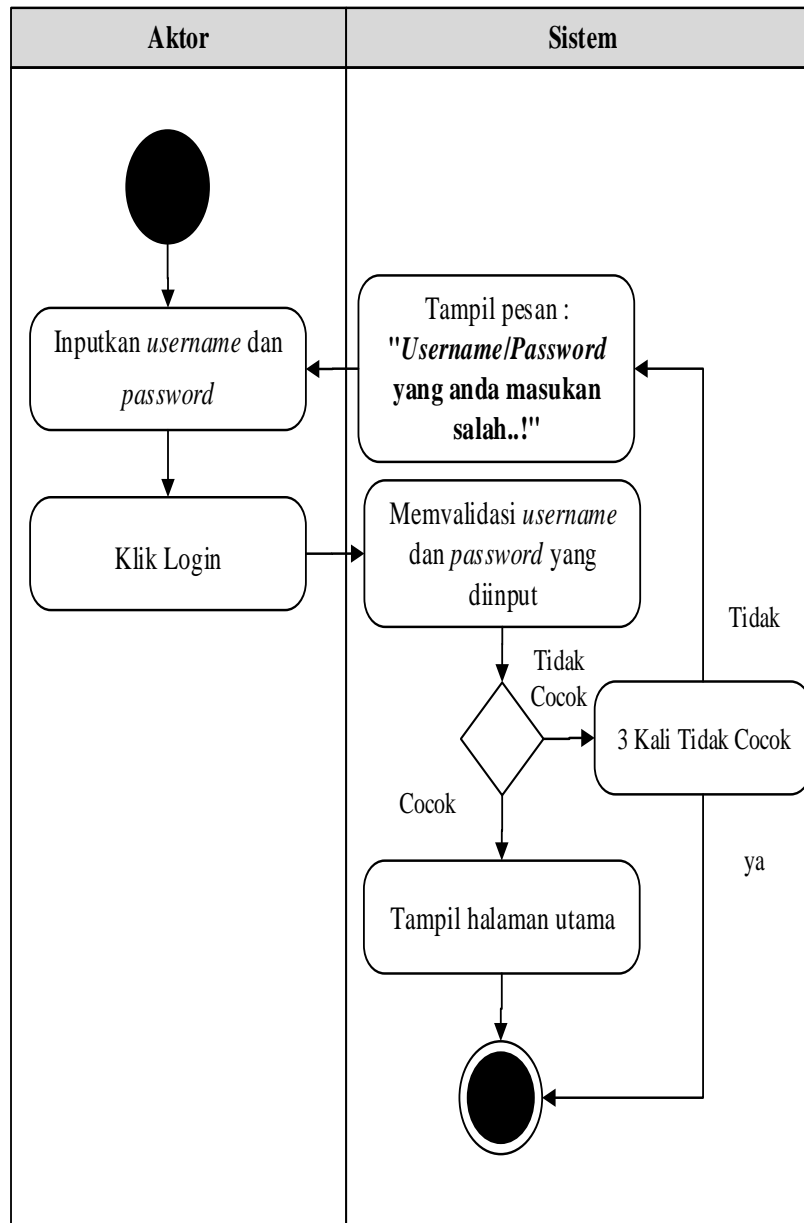 Aktor
Sistem
Inputkan username dan
password
Tampil pesan :
"Username/Password
yang anda masukan
salah..!"
Klik Login
Memvalidasi username
dan password yang
diinput
Tidak
Cocok
Tidak
3 Kali Tidak Cocok
Cocok
ya
Tampil halaman utama